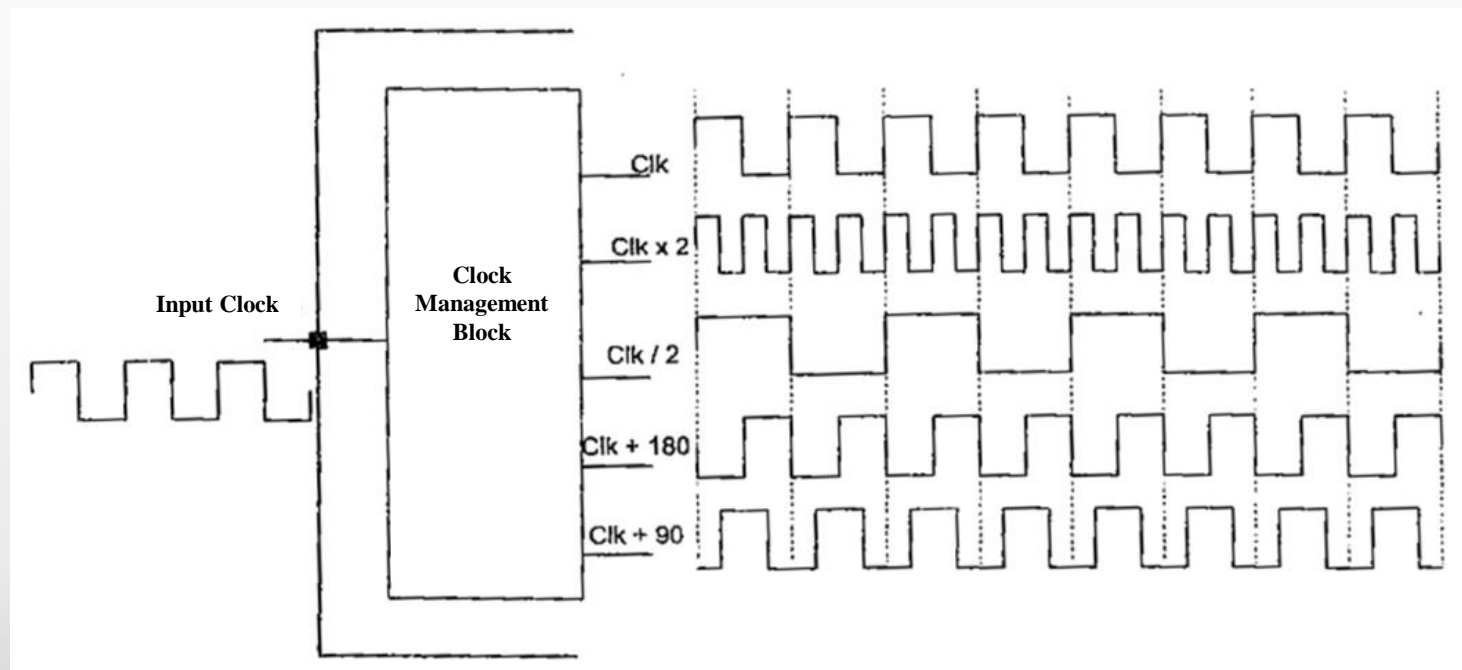 Clk
Clk x 2
Input Clock
Clock
Management
Block
Clk / 2
Clk + 180
Clk + 90